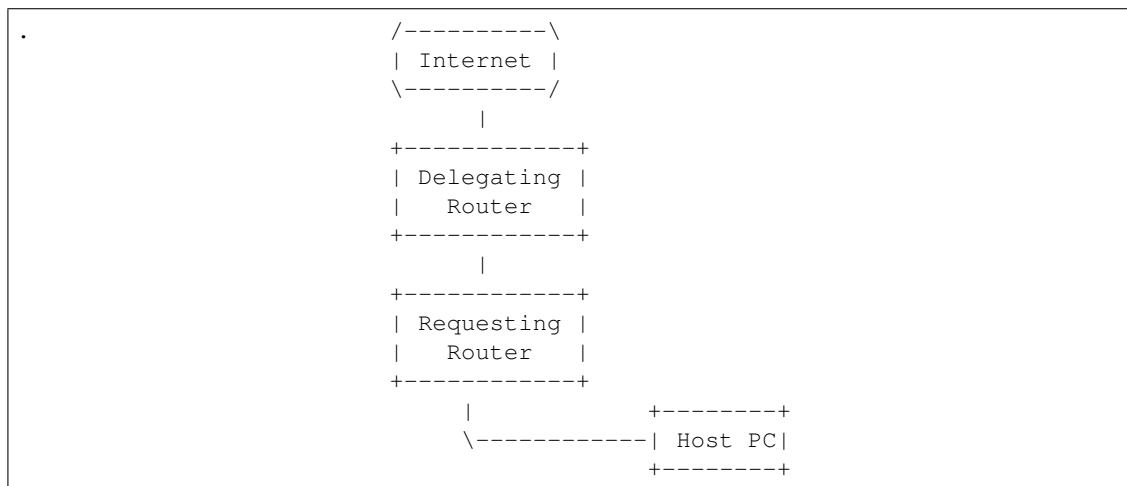 .                          /----------\
                           | Internet |
                           \----------/
                                 |
                           +------------+
                           | Delegating |
                           |   Router   |
                           +------------+
                                 |
                           +------------+
                           | Requesting |
                           |   Router   |
                           +------------+
                                |            +--------+
                                \------------| Host PC|
                                             +--------+